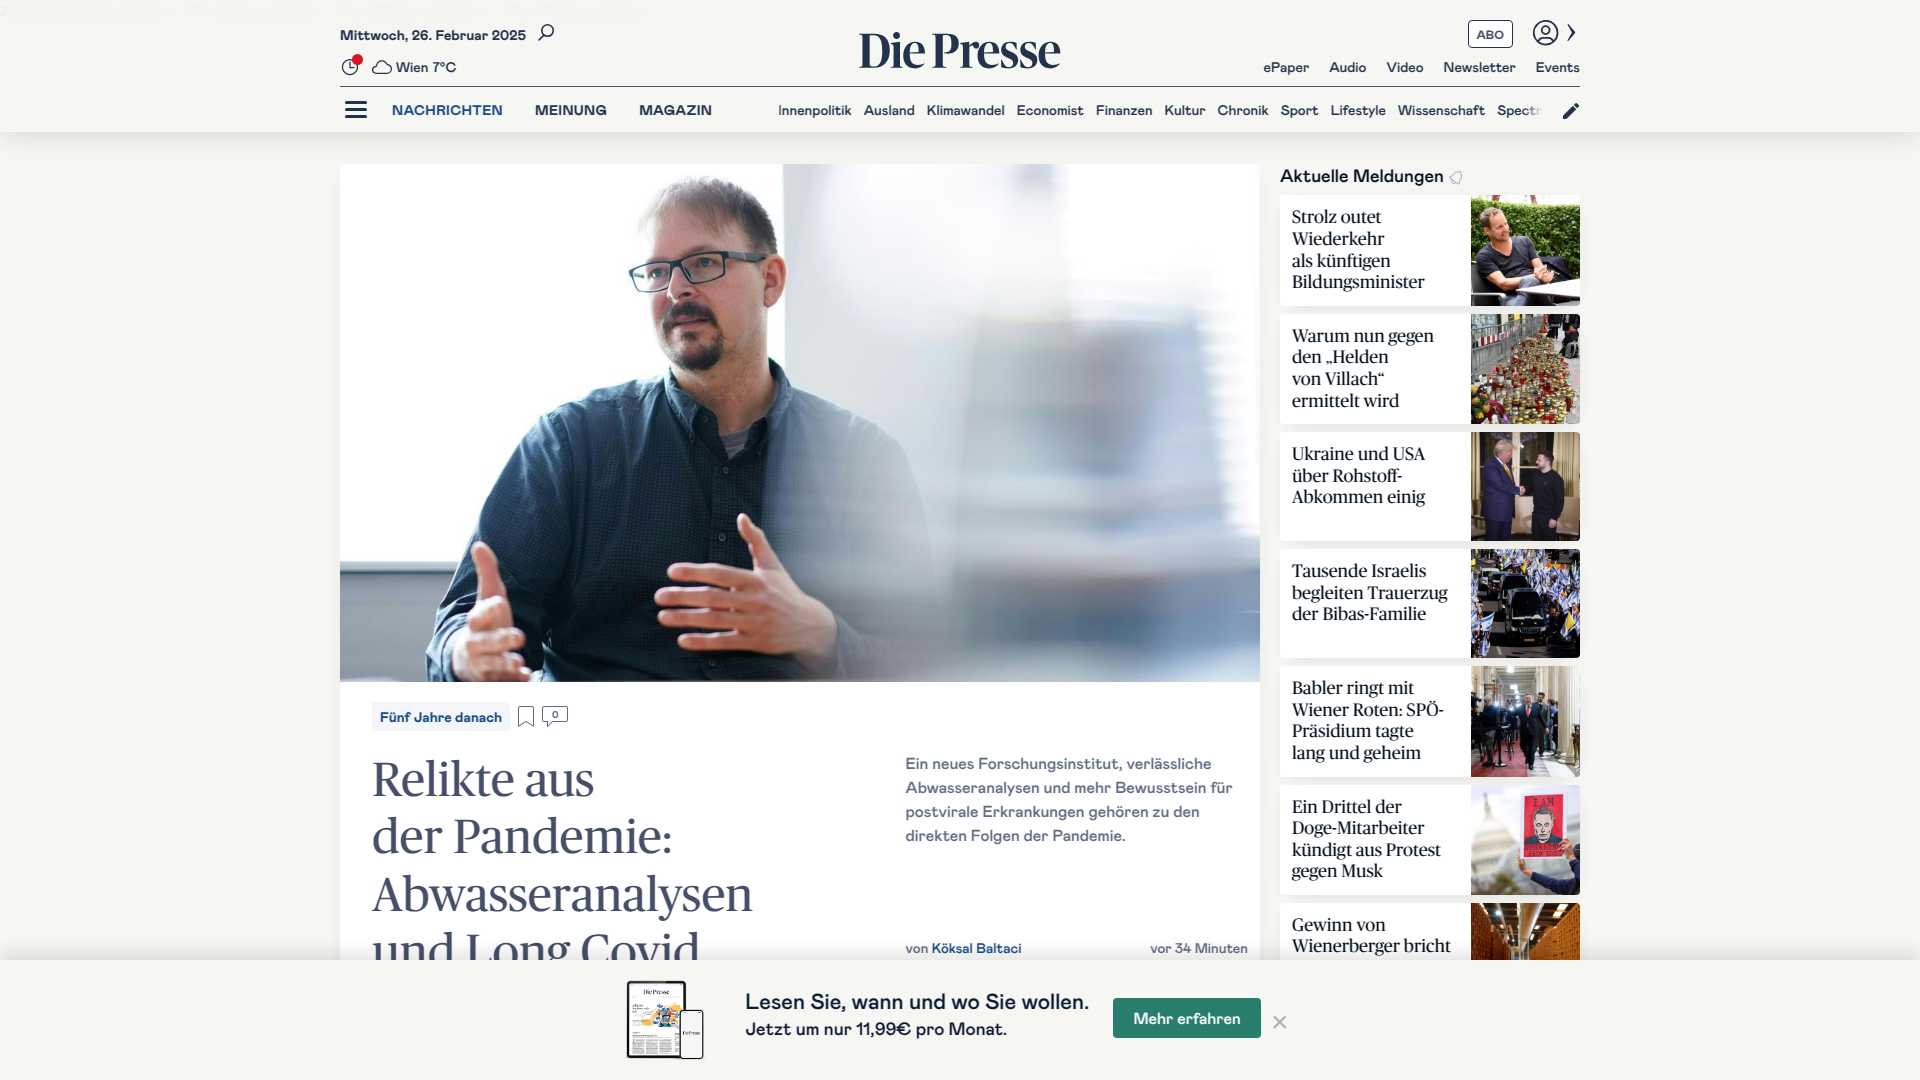 Mittwoch, 26. Februar 2025
Wien 7°C
Die Presse
ABO
ePaper Audio Video Newsletter Events
NACHRICHTEN MEINUNG MAGAZIN
Innenpolitik Ausland Klimawandel Economist Finanzen Kultur Chronik Sport Lifestyle Wissenschaft Spectr
Fünf Jahre danach
0
Relikte aus
der Pandemie:
Abwasseranalysen
und Long Covid
Ein neues Forschungsinstitut, verlässliche
Abwasseranalysen und mehr Bewusstsein für
postvirale Erkrankungen gehören zu den
direkten Folgen der Pandemie.
von Köksal Baltaci
vor 34 Minuten
Aktuelle Meldungen
Strolz outet
Wiederkehr
als künftigen
Bildungsminister
Warum nun gegen
den „Helden
von Villach“
ermittelt wird
Ukraine und USA
über Rohstoff-
Abkommen einig
Tausende Israelis
begleiten Trauerzug
der Bibas-Familie
Babler ringt mit
Wiener Roten: SPÖ-
Präsidium tagte
lang und geheim
Ein Drittel der
Doge-Mitarbeiter
kündigt aus Protest
gegen Musk
I AM
Gewinn von
Wienerberger bricht
Die Presse
Die Presse
Lesen Sie, wann und wo Sie wollen.
Jetzt um nur 11,99€ pro Monat.
Mehr erfahren